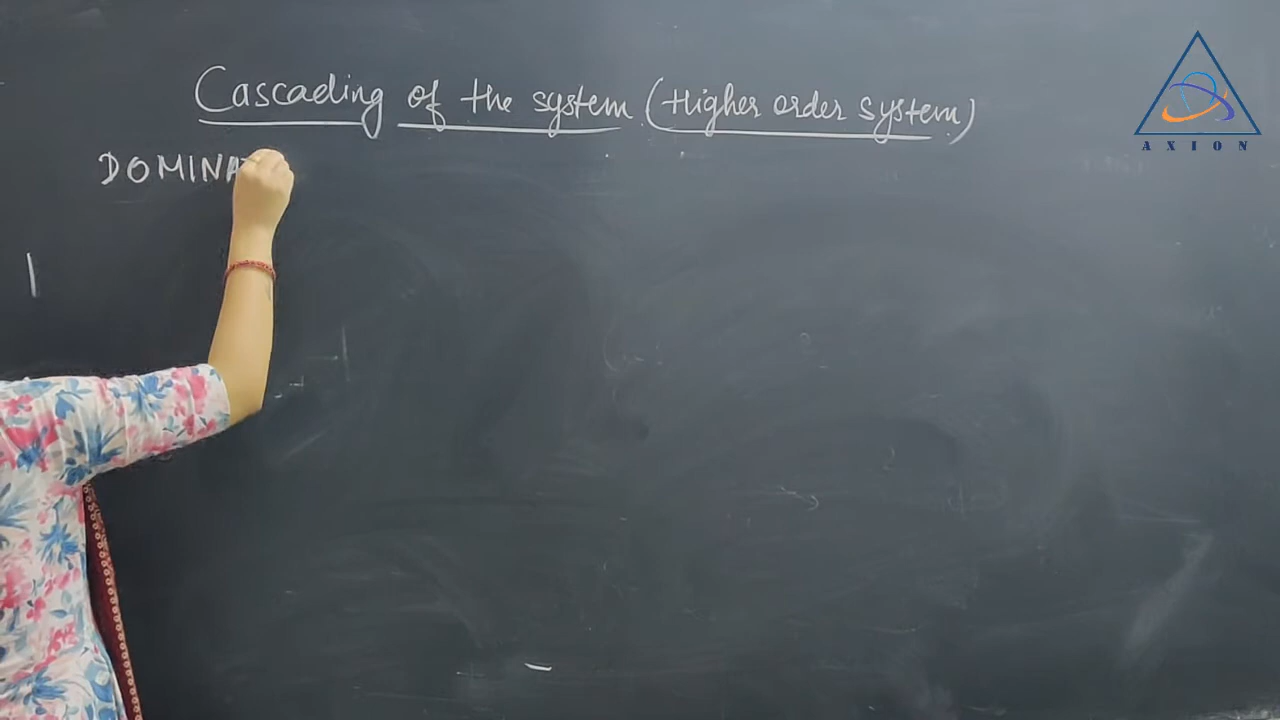 Cascading of the system (Higher order system)
DOMINA
AXION